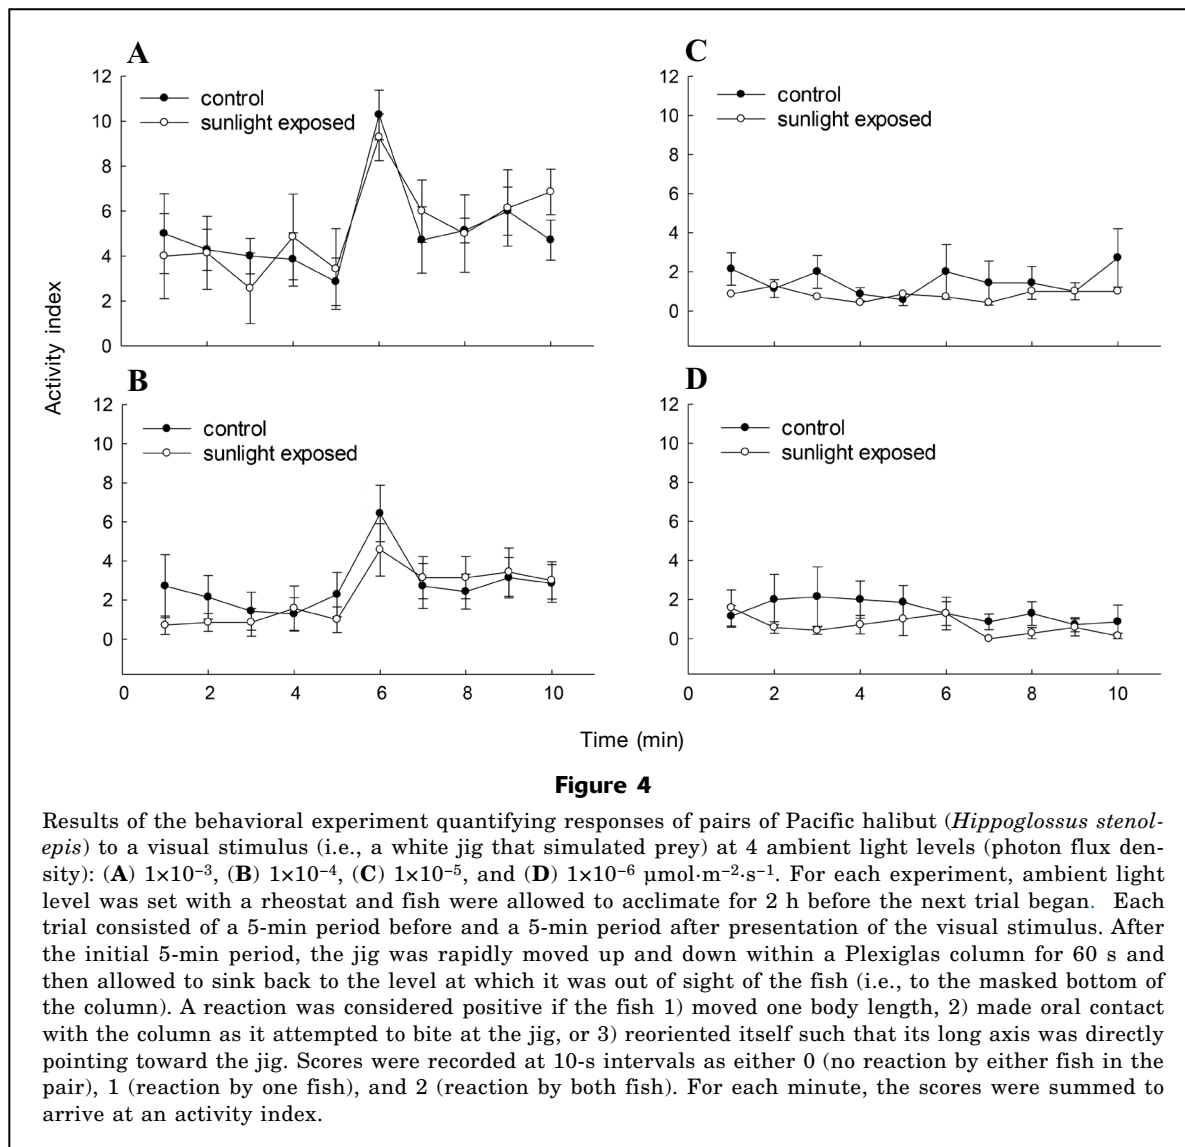 A
12
10
8
6
4
2
0
control
sunlight exposed
C
12
10
8
6
4
2
0
control
sunlight exposed
Activity index
B
12
10
8
6
4
2
0
control
sunlight exposed
0 2 4 6 8 10
D
12
10
8
6
4
2
0
control
sunlight exposed
0 2 4 6 8 10
Time (min)
Figure 4
Results of the behavioral experiment quantifying responses of pairs of Pacific halibut (Hippoglossus stenol-
epis) to a visual stimulus (i.e., a white jig that simulated prey) at 4 ambient light levels (photon flux den-
sity): (A) 1×10⁻³, (B) 1×10⁻⁴, (C) 1×10⁻⁵, and (D) 1×10⁻⁶ µmol·m⁻²·s⁻¹. For each experiment, ambient light
level was set with a rheostat and fish were allowed to acclimate for 2 h before the next trial began. Each
trial consisted of a 5-min period before and a 5-min period after presentation of the visual stimulus. After
the initial 5-min period, the jig was rapidly moved up and down within a Plexiglas column for 60 s and
then allowed to sink back to the level at which it was out of sight of the fish (i.e., to the masked bottom of
the column). A reaction was considered positive if the fish 1) moved one body length, 2) made oral contact
with the column as it attempted to bite at the jig, or 3) reoriented itself such that its long axis was directly
pointing toward the jig. Scores were recorded at 10-s intervals as either 0 (no reaction by either fish in the
pair), 1 (reaction by one fish), and 2 (reaction by both fish). For each minute, the scores were summed to
arrive at an activity index.